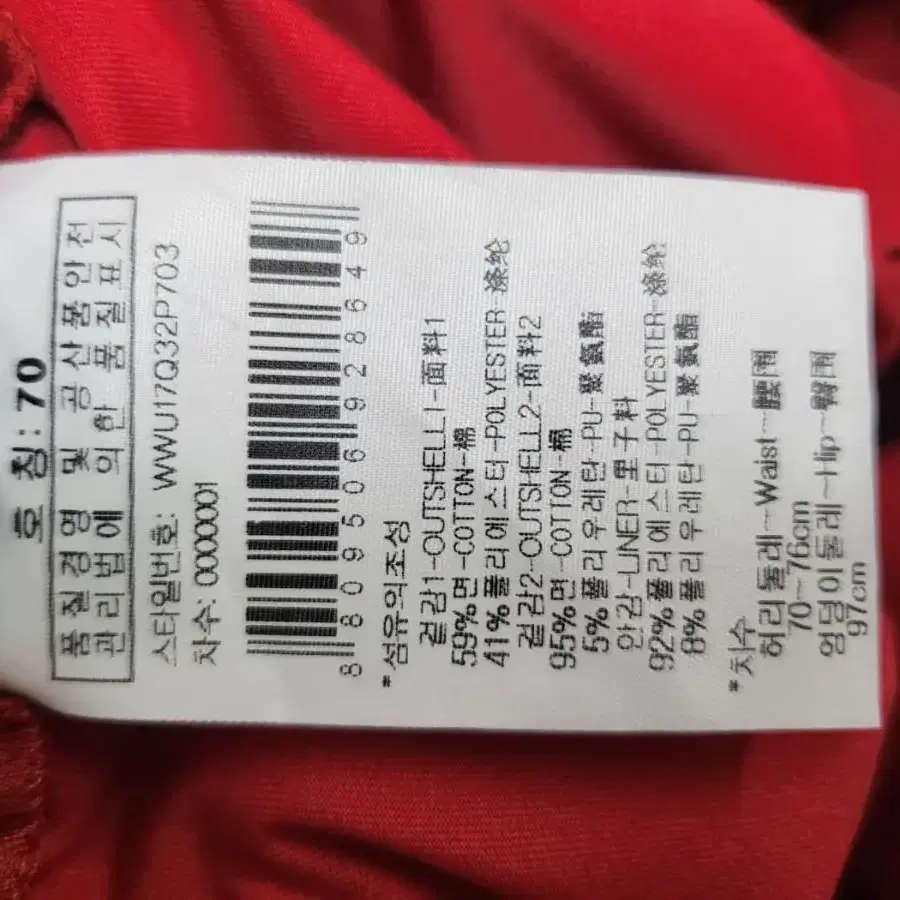 호 칭: 70
품질경영 및 공산품안전
관리법에 의한 품질표시
스타일번호: WWU17Q32P703
차수: 000001
8809506928649
*섬유의조성
겉감1-OUTSHELL1-面料1
59%면-COTTON-棉
41%폴리에스터-POLYESTER-涤纶
겉감2-OUTSHELL2-面料2
95%면-COTTON-棉
5%폴리우레탄-PU-聚氨酯
안감-LINER-里子料
92%폴리에스터-POLYESTER-涤纶
8%폴리우레탄-PU-聚氨酯
*치수
허리둘레-Waist-腰围
70~76cm
엉덩이둘레-Hip-臀围
97cm